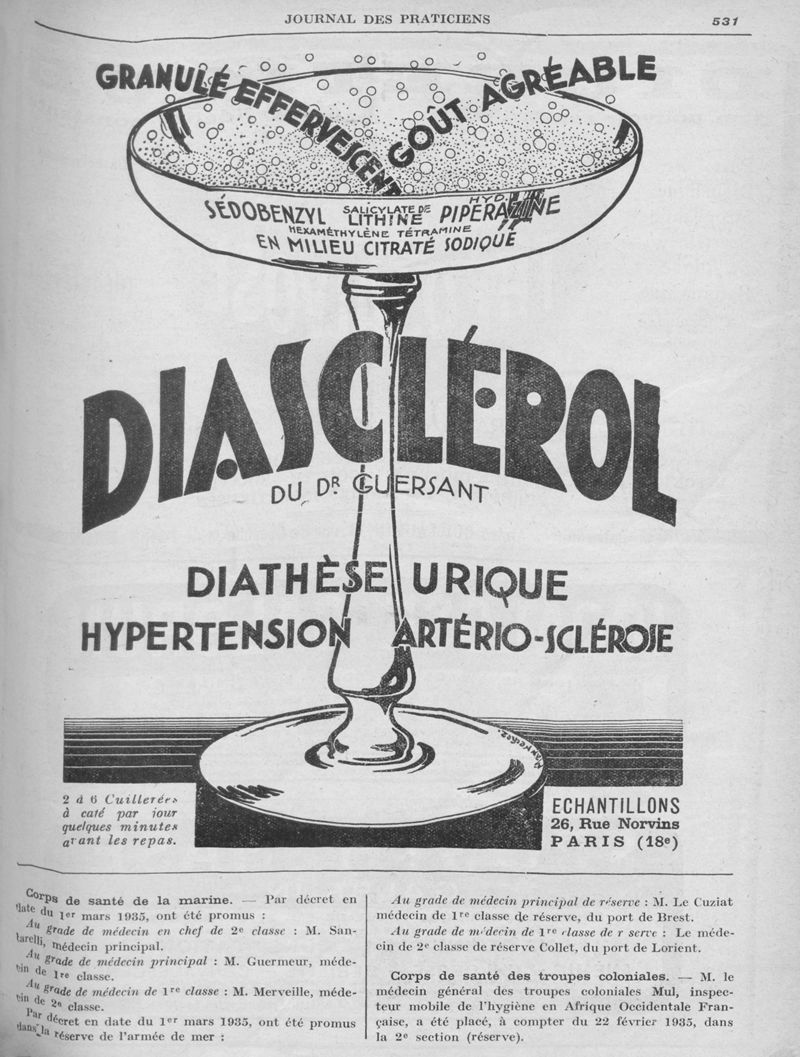 JOURNAL DES PRATICIENS 531
GRANULÉ EFFERVESCENT
GOÛT AGRÉABLE
SÉDOBENZYL SALICYLATE DE LITHINE HYD. PIPÉRAZINE
HEXAMÉTHYLÈNE TÉTRAMINE
EN MILIEU CITRATÉ SODIQUE
DIASCLÉROL
DU DR GUERSANT
DIATHÈSE URIQUE
HYPERTENSION ARTÉRIO-SCLÉROSE
2 à 6 Cuillerées
à café par jour
quelques minutes
avant les repas.
ECHANTILLONS
26, Rue Norvins
PARIS (18e)
Corps de santé de la marine. — Par décret en
date du 1er mars 1935, ont été promus :
Au grade de médecin en chef de 2e classe : M. San-
tarelli, médecin principal.
Au grade de médecin principal : M. Guermeur, méde-
cin de 1re classe.
Au grade de médecin de 1re classe : M. Merveille, méde-
cin de 2e classe.
Par décret en date du 1er mars 1935, ont été promus
dans la réserve de l'armée de mer :
Au grade de médecin principal de réserve : M. Le Cuziat
médecin de 1re classe de réserve, du port de Brest.
Au grade de médecin de 1re classe de r serve : Le méde-
cin de 2e classe de réserve Collet, du port de Lorient.
Corps de santé des troupes coloniales. — M. le
médecin général des troupes coloniales Mul, inspec-
teur mobile de l'hygiène en Afrique Occidentale Fran-
çaise, a été placé, à compter du 22 février 1935, dans
la 2e section (réserve).